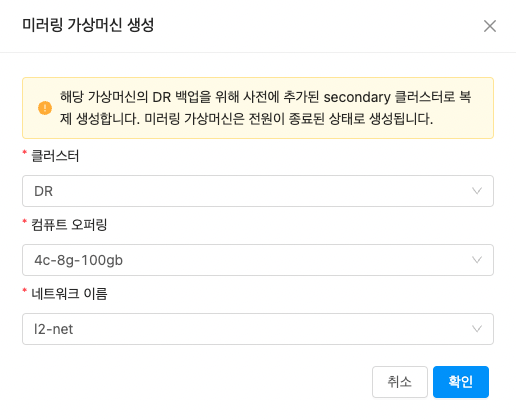 미러링 가상머신 생성
해당 가상머신의 DR 백업을 위해 사전에 추가된 secondary 클러스터로 복
제 생성합니다. 미러링 가상머신은 전원이 종료된 상태로 생성됩니다.
* 클러스터
DR
* 컴퓨트 오퍼링
4c-8g-100gb
* 네트워크 이름
l2-net
취소 확인